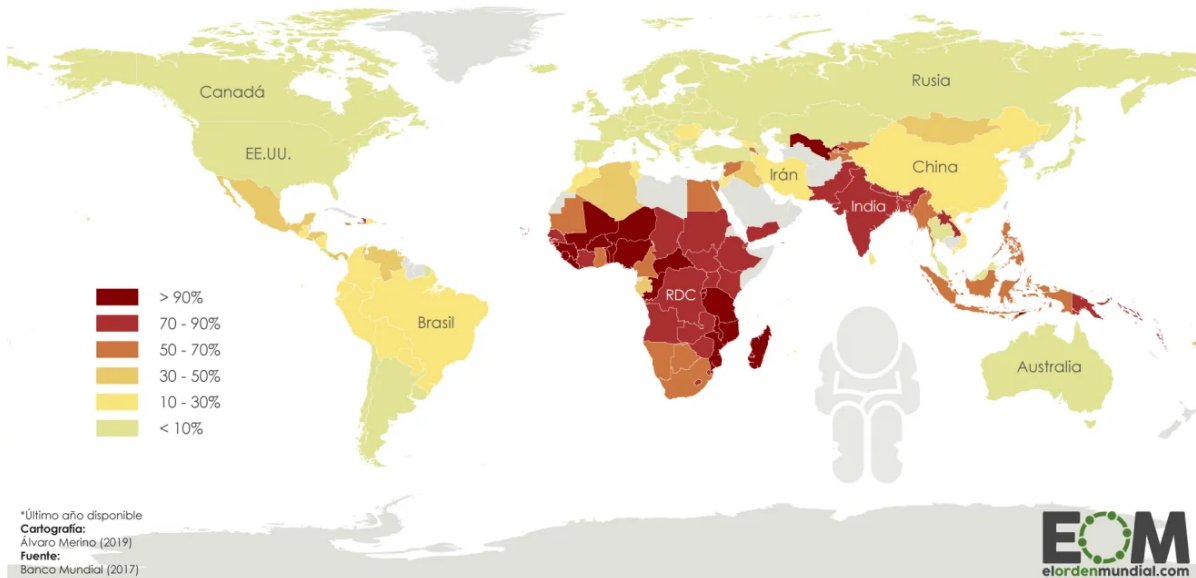 Canadá
Rusia
EE.UU.
Irán
China
India
RDC
Brasil
Australia
> 90%
70 - 90%
50 - 70%
30 - 50%
10 - 30%
< 10%
*Último año disponible
Cartografía:
Álvaro Merino (2019)
Fuente:
Banco Mundial (2017)
EOM
elordenmundial.com